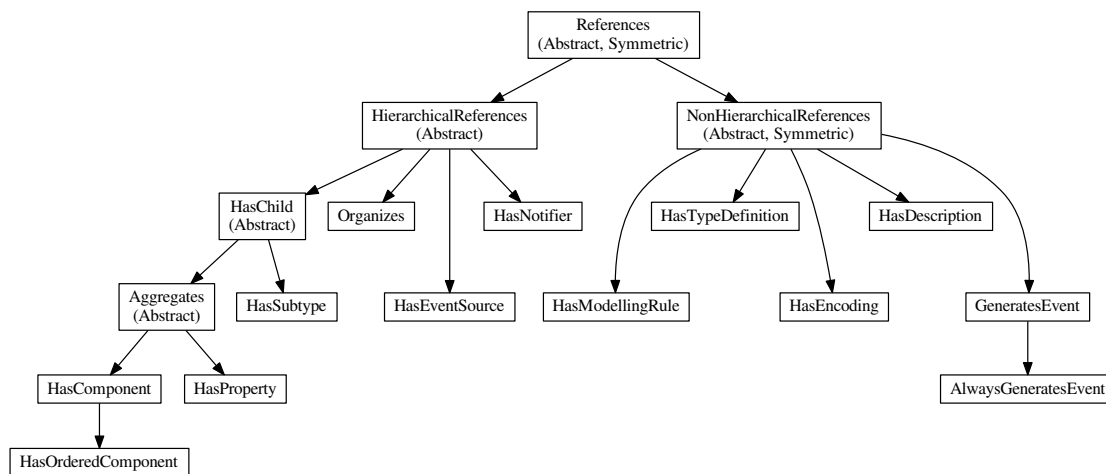 References
(Abstract, Symmetric)
HierarchicalReferences
(Abstract)
NonHierarchicalReferences
(Abstract, Symmetric)
HasChild
(Abstract)
Organizes
HasNotifier
HasTypeDefinition
HasDescription
Aggregates
(Abstract)
HasSubtype
HasEventSource
HasModellingRule
HasEncoding
GeneratesEvent
HasComponent
HasProperty
AlwaysGeneratesEvent
HasOrderedComponent